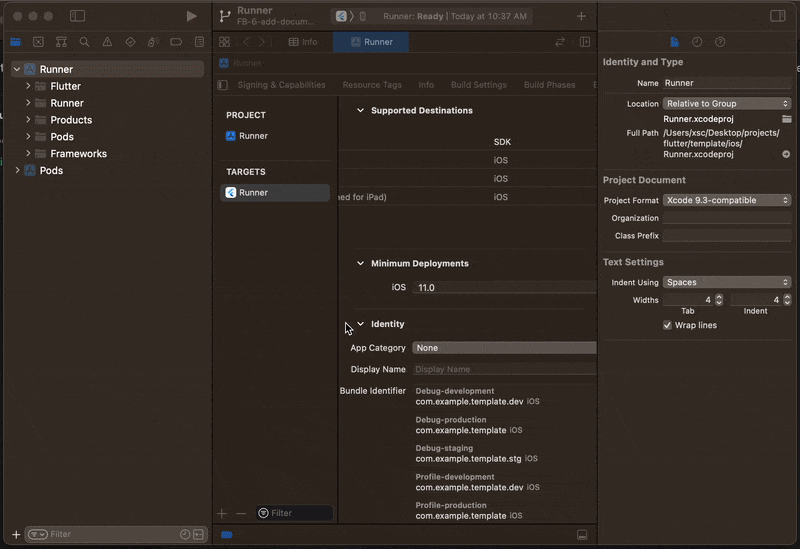 Runner
FB-6-add-docum...
Runner: Ready | Today at 10:37 AM
Info
Runner
Runner
Runner
Flutter
Runner
Products
Pods
Frameworks
Pods
Filter
Signing & Capabilities
Resource Tags
Info
Build Settings
Build Phases
PROJECT
Runner
TARGETS
Runner
Filter
Supported Destinations
SDK
iOS
iOS
ned for iPad)
iOS
Minimum Deployments
iOS
11.0
Identity
App Category
None
Display Name
Display Name
Bundle Identifier
Debug-development
com.example.template.dev iOS
Debug-production
com.example.template iOS
Debug-staging
com.example.template.stg iOS
Profile-development
com.example.template.dev iOS
Profile-production
com.example.template iOS
Identity and Type
Name
Runner
Location
Relative to Group
Runner.xcodeproj
Full Path
/Users/xsc/Desktop/projects/
flutter/template/ios/
Runner.xcodeproj
Project Document
Project Format
Xcode 9.3-compatible
Organization
Class Prefix
Text Settings
Indent Using
Spaces
Widths
4
4
Tab
Indent
Wrap lines